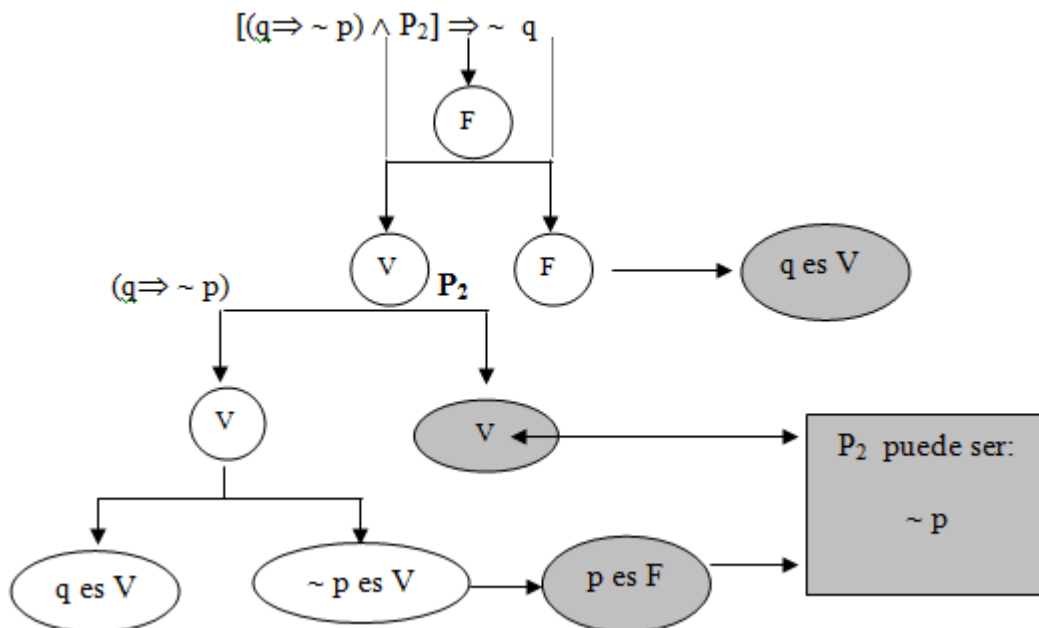 [(q⇒ ~ p) ∧ P₂] ⇒ ~ q
F
V
F
q es V
(q⇒ ~ p)
P₂
V
V
P₂ puede ser:
~ p
q es V
~ p es V
p es F